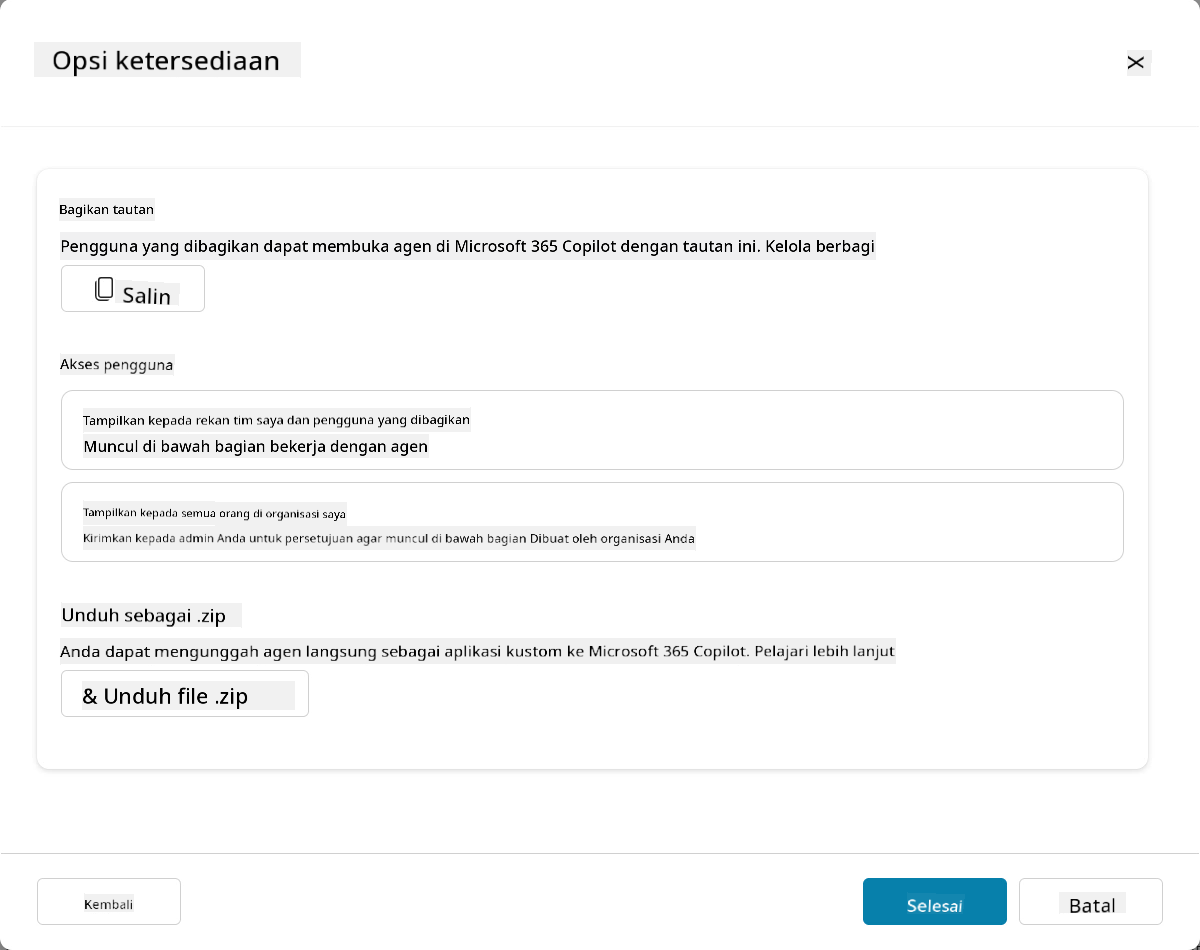 Opsi ketersediaan
Bagikan tautan
Pengguna yang dibagikan dapat membuka agen di Microsoft 365 Copilot dengan tautan ini. Kelola berbagi
Salin
Akses pengguna
Tampilkan kepada rekan tim saya dan pengguna yang dibagikan
Muncul di bawah bagian bekerja dengan agen
Tampilkan kepada semua orang di organisasi saya
Kirimkan kepada admin Anda untuk persetujuan agar muncul di bawah bagian Dibuat oleh organisasi Anda
Unduh sebagai .zip
Anda dapat mengunggah agen langsung sebagai aplikasi kustom ke Microsoft 365 Copilot. Pelajari lebih lanjut
& Unduh file .zip
Kembali
Selesai
Batal